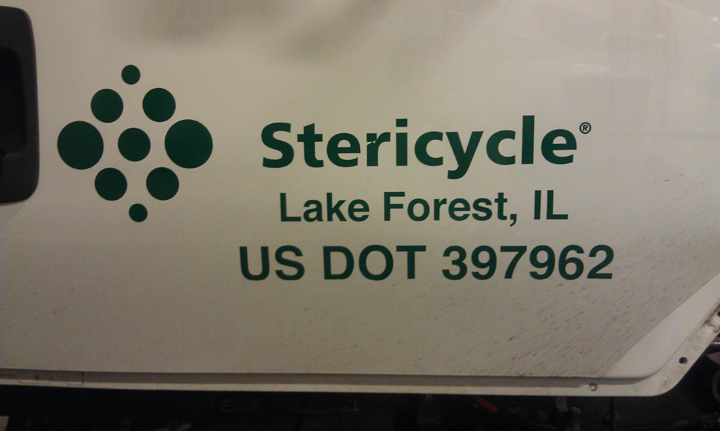 Stericycle®
Lake Forest, IL
US DOT 397962